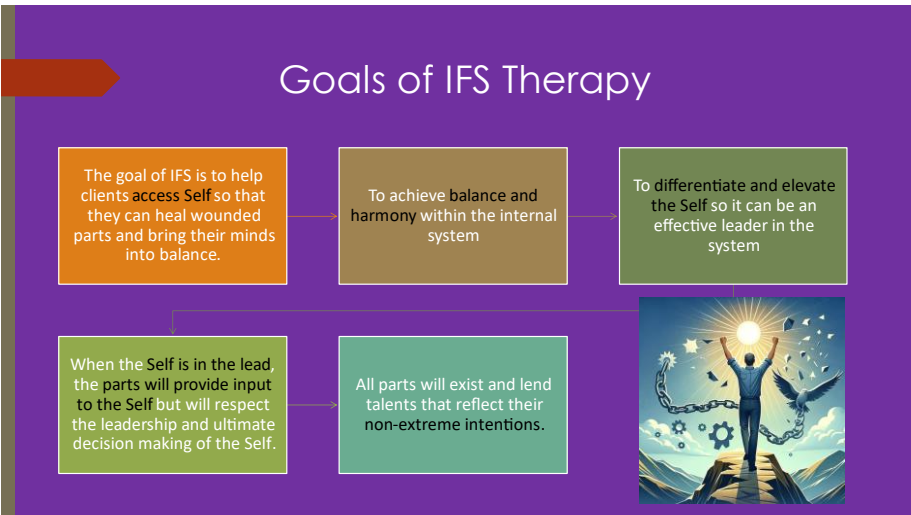 Goals of IFS Therapy
The goal of IFS is to help
clients access Self so that
they can heal wounded
parts and bring their minds
into balance.
To achieve balance and
harmony within the internal
system
To differentiate and elevate
the Self so it can be an
effective leader in the
system
When the Self is in the lead,
the parts will provide input
to the Self but will respect
the leadership and ultimate
decision making of the Self.
All parts will exist and lend
talents that reflect their
non-extreme intentions.